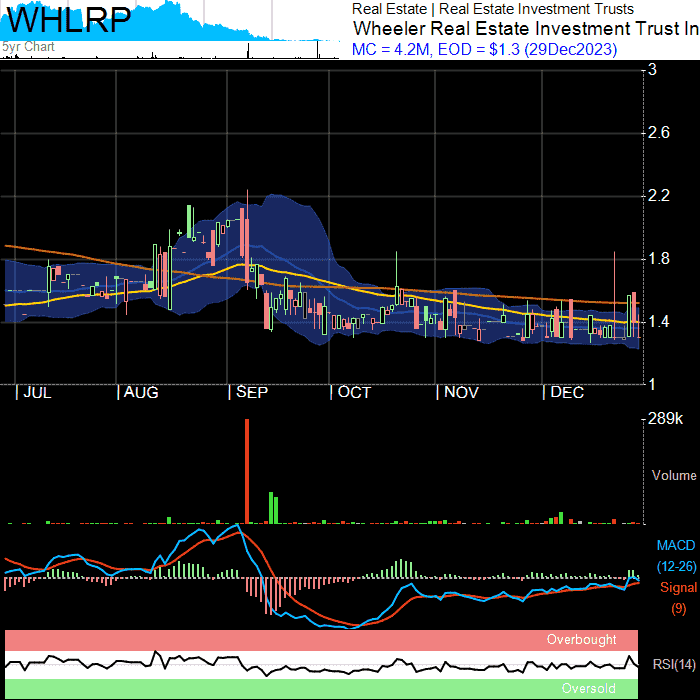 WHLRP
5yr Chart
Real Estate | Real Estate Investment Trusts
Wheeler Real Estate Investment Trust In
MC = 4.2M, EOD = $1.3 (29Dec2023)
3
2.6
2.2
1.8
1.4
1
| JUL | AUG | SEP | OCT | NOV | DEC
289k
Volume
MACD
(12-26)
Signal
(9)
Overbought
RSI(14)
Oversold